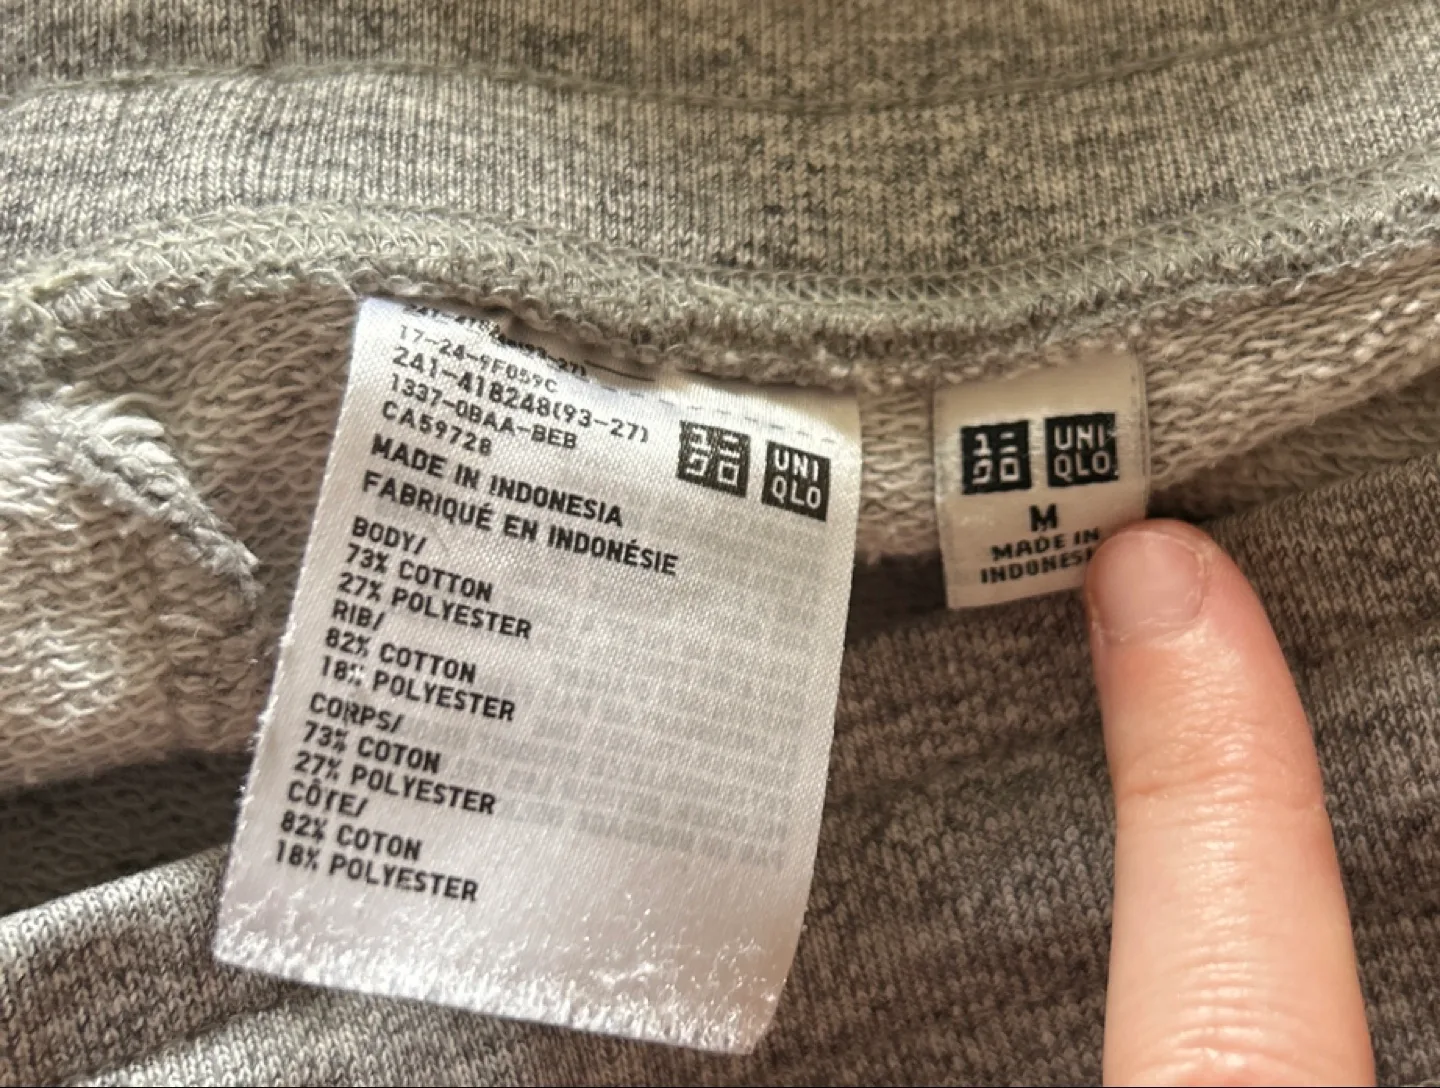 17-24-9F059C
241-418248(93-27)
1337-0BAA-BEB
CA59728
MADE IN INDONESIA
FABRIQUÉ EN INDONÉSIE
BODY/
73% COTTON
27% POLYESTER
RIB/
82% COTTON
18% POLYESTER
CORPS/
73% COTON
27% POLYESTER
CÔTE/
82% COTON
18% POLYESTER
ユニ
クロ
UNI
QLO
ユニ
クロ
UNI
QLO
M
MADE IN
INDONESI